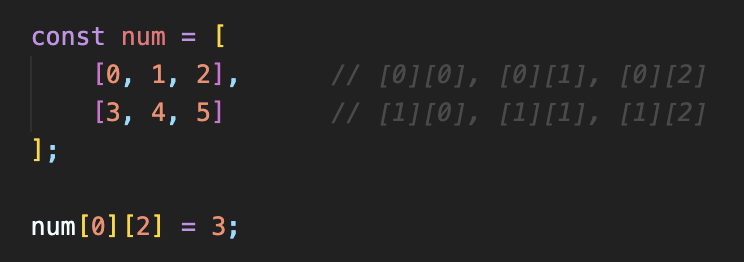 const num = [
    [0, 1, 2],      // [0][0], [0][1], [0][2]
    [3, 4, 5]       // [1][0], [1][1], [1][2]
];
num[0][2] = 3;